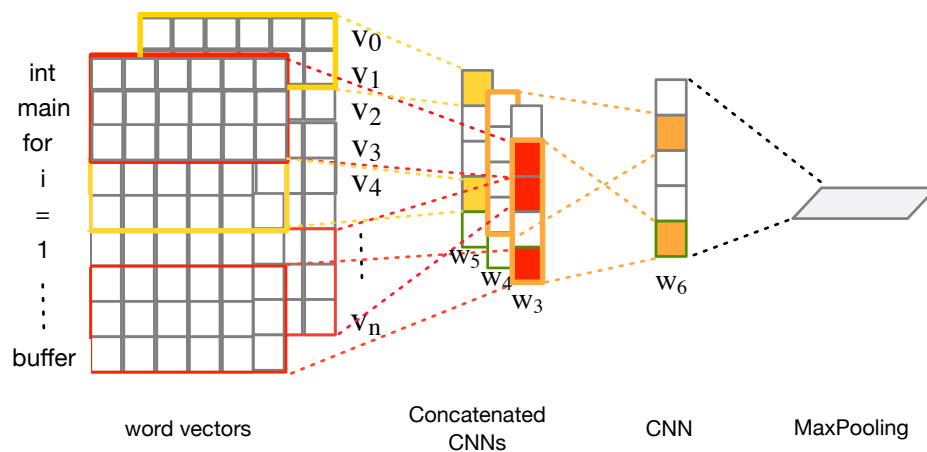 int
main
for
i
=
1
buffer
v0
v1
v2
v3
v4
vn
w5
w4
w3
w6
word vectors
Concatenated
CNNs
CNN
MaxPooling